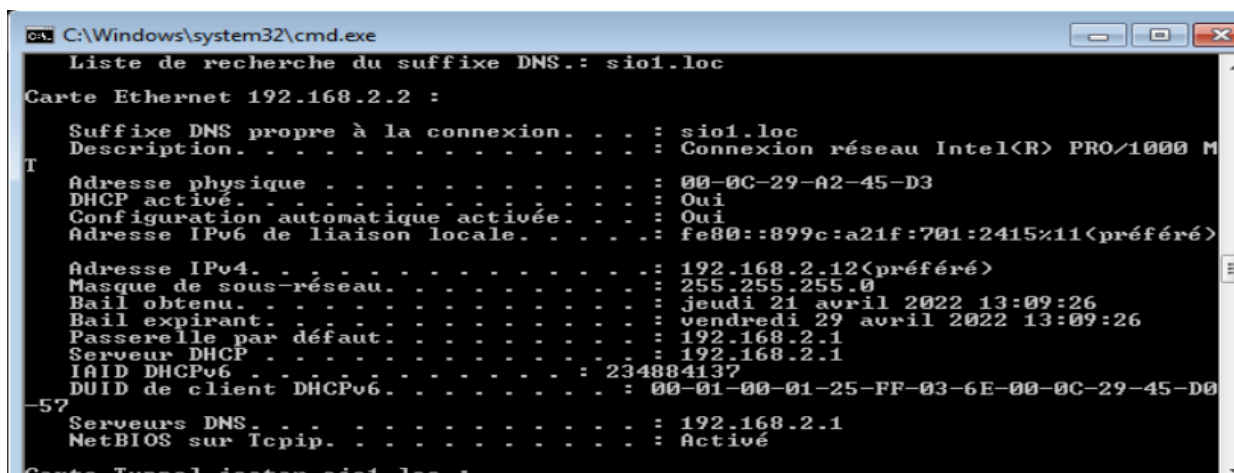 C:\Windows\system32\cmd.exe
Liste de recherche du suffixe DNS.: sio1.loc
Carte Ethernet 192.168.2.2 :
Suffixe DNS propre à la connexion. . . : sio1.loc
Description. . . . . . . . . . . . . . : Connexion réseau Intel(R) PRO/1000 M
T
Adresse physique . . . . . . . . . . . : 00-0C-29-A2-45-D3
DHCP activé. . . . . . . . . . . . . . : Oui
Configuration automatique activée. . . : Oui
Adresse IPv6 de liaison locale. . . . .: fe80::899c:a21f:701:2415%11(préféré)
Adresse IPv4. . . . . . . . . . . . . .: 192.168.2.12(préféré)
Masque de sous-réseau. . . . . . . . . : 255.255.255.0
Bail obtenu. . . . . . . . . . . . . . : jeudi 21 avril 2022 13:09:26
Bail expirant. . . . . . . . . . . . . : vendredi 29 avril 2022 13:09:26
Passerelle par défaut. . . . . . . . . : 192.168.2.1
Serveur DHCP . . . . . . . . . . . . . : 192.168.2.1
IAID DHCPv6 . . . . . . . . . . . : 234884137
DUID de client DHCPv6. . . . . . . . : 00-01-00-01-25-FF-03-6E-00-0C-29-45-D0
-57
Serveurs DNS. . . . . . . . . . . . . : 192.168.2.1
NetBIOS sur Tcpip. . . . . . . . . . . : Activé
Carte Tunnel isatap.sio1.loc :